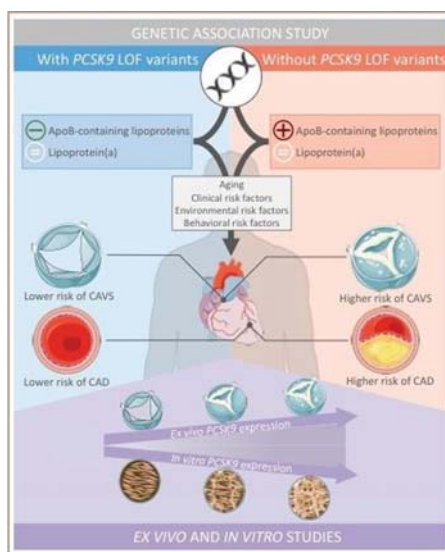 GENETIC ASSOCIATION STUDY
With PCSK9 LOF variants
Without PCSK9 LOF variants
− ApoB-containing lipoproteins
= Lipoprotein(a)
+ ApoB-containing lipoproteins
= Lipoprotein(a)
Aging
Clinical risk factors
Environmental risk factors
Behavioral risk factors
Lower risk of CAVS
Higher risk of CAVS
Lower risk of CAD
Higher risk of CAD
Ex vivo PCSK9 expression
In vitro PCSK9 expression
EX VIVO AND IN VITRO STUDIES